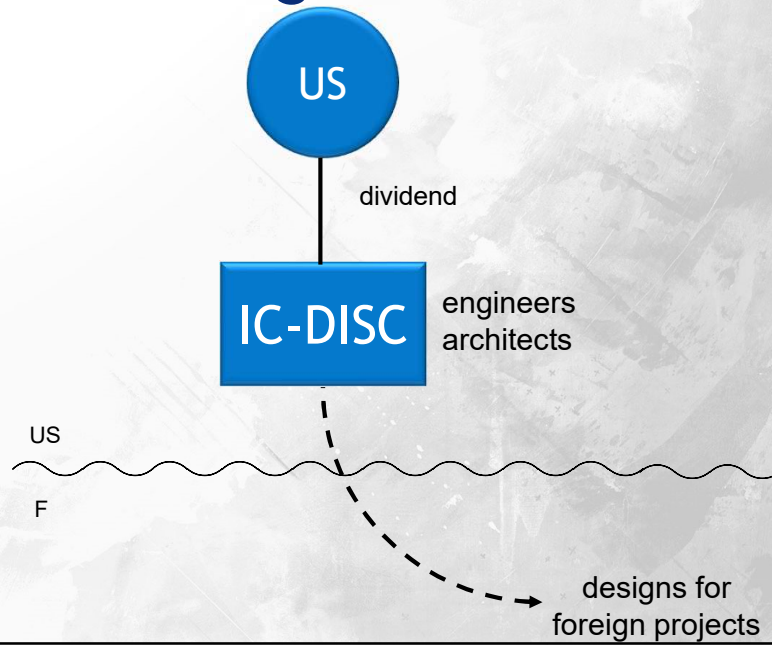 US
dividend
IC-DISC
engineers
architects
US
F
designs for
foreign projects